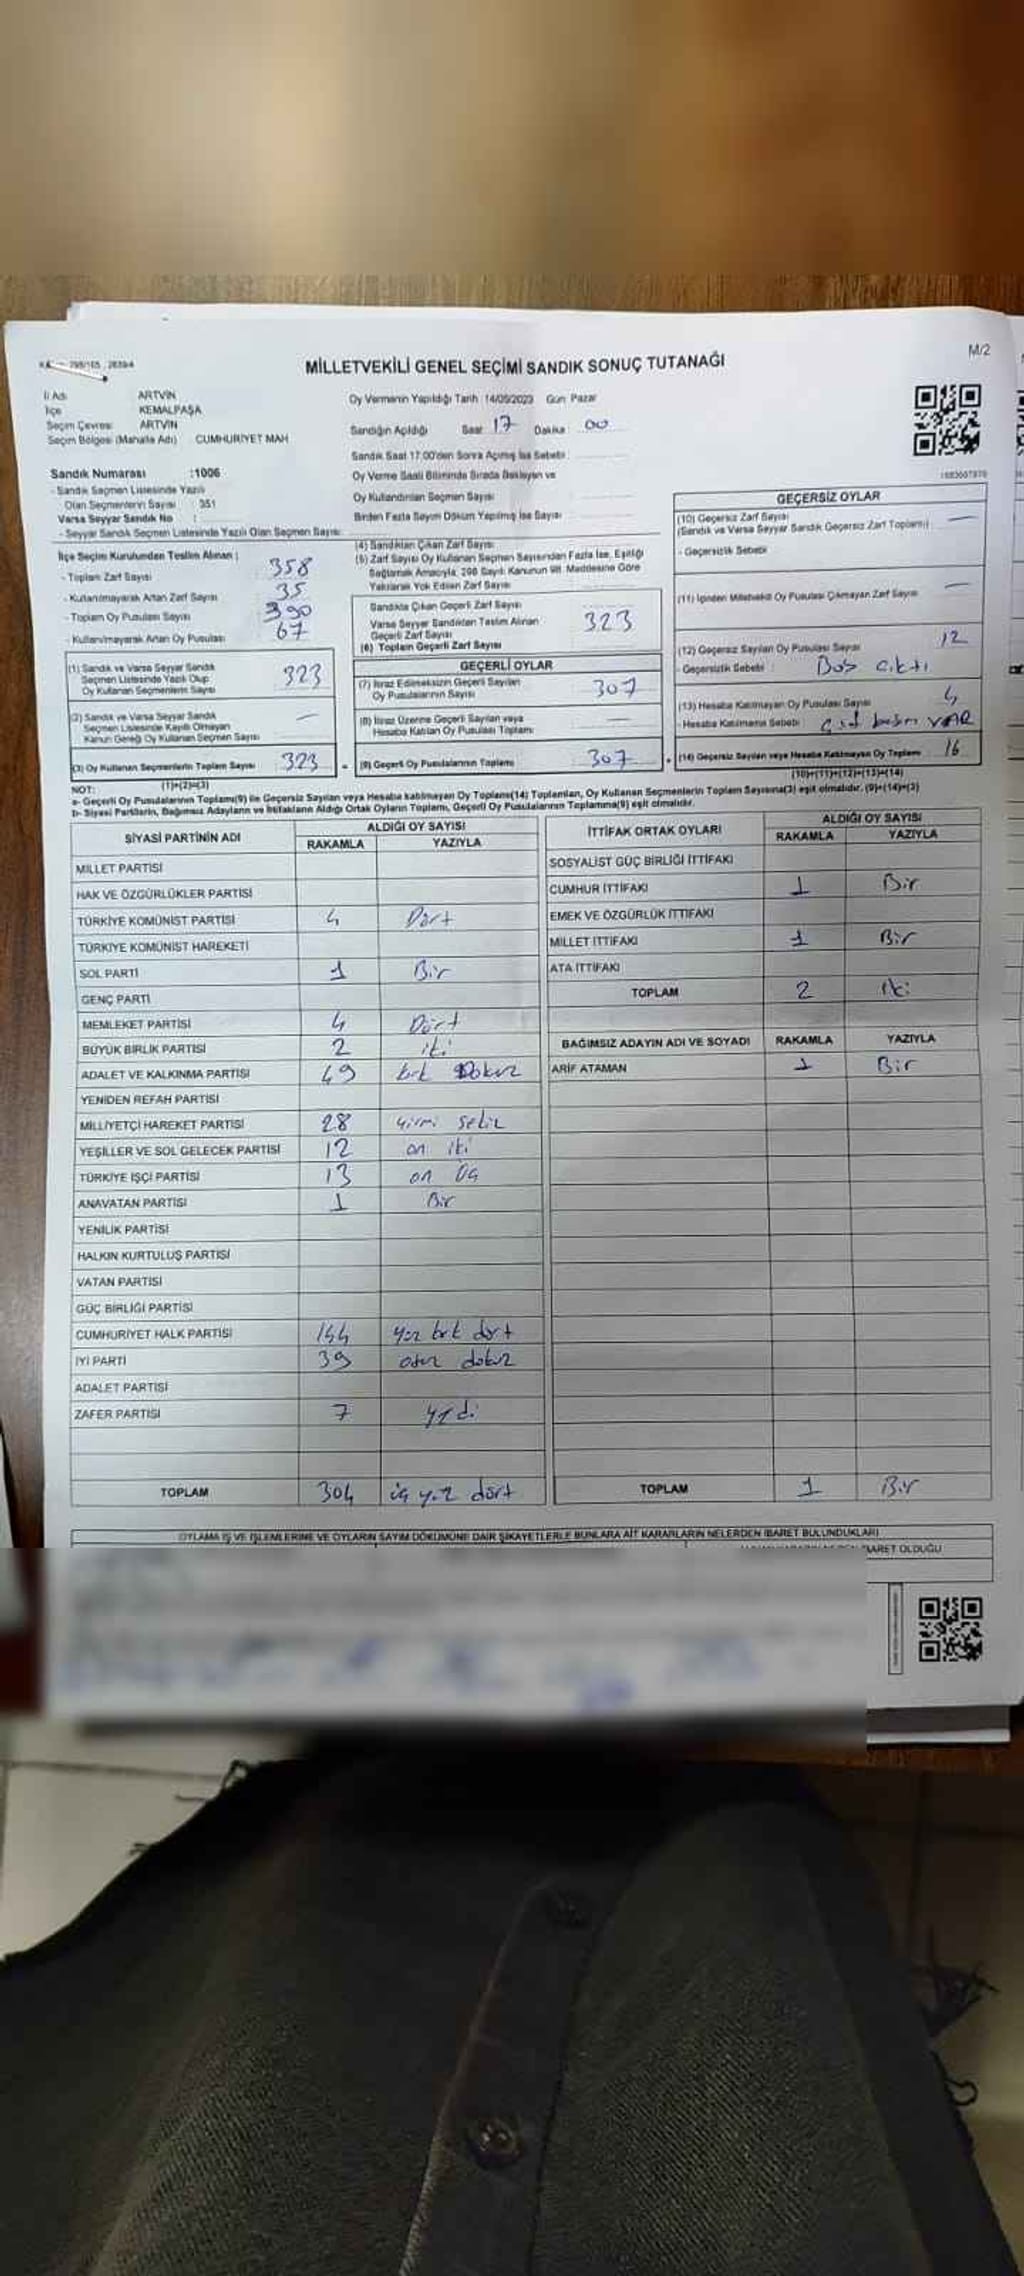 M/2
MİLLETVEKİLİ GENEL SEÇİMİ SANDIK SONUÇ TUTANAĞI
İl Adı ARTVİN
İlçe KEMALPAŞA
Seçim Çevresi ARTVİN
Seçim Bölgesi (Mahalle Adı) CUMHURİYET MAH
Oy Vermenin Yapıldığı Tarih 14/05/2023 Gün Pazar
Sandığın Açıldığı Saat 17 Dakika 00
Sandık Saat 17:00'den Sonra Açılmış İse Sebebi
Sandık Numarası :1006
- Sandık Seçmen Listesinde Yazılı
Olan Seçmenlerin Sayısı : 351
Varsa Seyyar Sandık No :
- Seyyar Sandık Seçmen Listesinde Yazılı Olan Seçmen Sayısı
Oy Verme Saati Bitiminde Sırada Bekleyen ve
Oy Kullandırılan Seçmen Sayısı
Birden Fazla Sayım Döküm Yapılmış İse Sayısı
İlçe Seçim Kurulundan Teslim Alınan :
- Toplam Zarf Sayısı 358
- Kullanılmayarak Artan Zarf Sayısı 35
- Toplam Oy Pusulası Sayısı 390
- Kullanılmayarak Artan Oy Pusulası 67
(1) Sandık ve Varsa Seyyar Sandık
Seçmen Listesinde Yazılı Olup
Oy Kullanan Seçmenlerin Sayısı 323
(2) Sandık ve Varsa Seyyar Sandık
Seçmen Listesinde Kayıtlı Olmayan
Kanun Gereği Oy Kullanan Seçmen Sayısı —
(3) Oy Kullanan Seçmenlerin Toplam Sayısı 323
(1)+(2)=(3)
(4) Sandıktan Çıkan Zarf Sayısı
(5) Zarf Sayısı Oy Kullanan Seçmen Sayısından Fazla İse, Eşitliği
Sağlamak Amacıyla, 298 Sayılı Kanunun 98. Maddesine Göre
Yakılarak Yok Edilen Zarf Sayısı
Sandıkta Çıkan Geçerli Zarf Sayısı
Varsa Seyyar Sandıktan Teslim Alınan
Geçerli Zarf Sayısı
(6) Toplam Geçerli Zarf Sayısı 323
GEÇERLİ OYLAR
(7) İtiraz Edilmeksizin Geçerli Sayılan
Oy Pusulalarının Sayısı 307
(8) İtiraz Üzerine Geçerli Sayılan veya
Hesaba Katılan Oy Pusulası Toplamı —
(9) Geçerli Oy Pusulalarının Toplamı 307
GEÇERSİZ OYLAR
(10) Geçersiz Zarf Sayısı
(Sandık ve Varsa Seyyar Sandık Geçersiz Zarf Toplamı) —
- Geçersizlik Sebebi
(11) İçinden Milletvekili Oy Pusulası Çıkmayan Zarf Sayısı —
(12) Geçersiz Sayılan Oy Pusulası Sayısı 12
- Geçersizlik Sebebi : Boş çıktı
(13) Hesaba Katılmayan Oy Pusulası Sayısı 4
- Hesaba Katılmama Sebebi VAR
(14) Geçersiz Sayılan veya Hesaba Katılmayan Oy Toplamı 16
(10)+(11)+(12)+(13)=(14)
NOT:
a- Geçerli Oy Pusulalarının Toplamı(9) ile Geçersiz Sayılan veya Hesaba katılmayan Oy Toplamı(14) Toplamları, Oy Kullanan Seçmenlerin Toplam Sayısına(3) eşit olmalıdır. (9)+(14)=(3)
b- Siyasi Partilerin, Bağımsız Adayların ve İttifakların Aldığı Ortak Oyların Toplamı, Geçerli Oy Pusulalarının Toplamına(9) eşit olmalıdır.
SİYASİ PARTİNİN ADI ALDIĞI OY SAYISI
RAKAMLA YAZIYLA
MİLLET PARTİSİ
HAK VE ÖZGÜRLÜKLER PARTİSİ
TÜRKİYE KOMÜNİST PARTİSİ 4 Dört
TÜRKİYE KOMÜNİST HAREKETİ
SOL PARTİ 1 Bir
GENÇ PARTİ
MEMLEKET PARTİSİ 4 Dört
BÜYÜK BİRLİK PARTİSİ 2 iki
ADALET VE KALKINMA PARTİSİ 49 kırk Dokuz
YENİDEN REFAH PARTİSİ
MİLLİYETÇİ HAREKET PARTİSİ 28 yirmi sekiz
YEŞİLLER VE SOL GELECEK PARTİSİ 12 on iki
TÜRKİYE İŞÇİ PARTİSİ 13 on üç
ANAVATAN PARTİSİ 1 Bir
YENİLİK PARTİSİ
HALKIN KURTULUŞ PARTİSİ
VATAN PARTİSİ
GÜÇ BİRLİĞİ PARTİSİ
CUMHURİYET HALK PARTİSİ 144 yüz kırk dört
İYİ PARTİ 39 otuz dokuz
ADALET PARTİSİ
ZAFER PARTİSİ 7 yedi
TOPLAM 304 üç yüz dört
İTTİFAK ORTAK OYLARI ALDIĞI OY SAYISI
RAKAMLA YAZIYLA
SOSYALİST GÜÇ BİRLİĞİ İTTİFAKI
CUMHUR İTTİFAKI 1 Bir
EMEK VE ÖZGÜRLÜK İTTİFAKI
MİLLET İTTİFAKI 1 Bir
ATA İTTİFAKI
TOPLAM 2 iki
BAĞIMSIZ ADAYIN ADI VE SOYADI RAKAMLA YAZIYLA
ARİF ATAMAN 1 Bir
TOPLAM 1 Bir
OYLAMA İŞ VE İŞLEMLERİNE VE OYLARIN SAYIM DÖKÜMÜNE DAİR ŞİKAYETLERLE BUNLARA AİT KARARLARIN NELERDEN İBARET BULUNDUKLARI
OLDUĞU